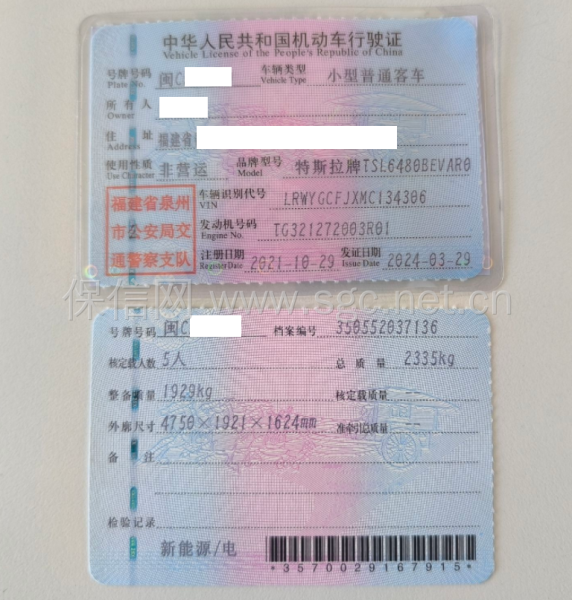 中华人民共和国机动车行驶证
Vehicle License of the People's Republic of China
号牌号码 闽C 车辆类型 小型普通客车
Plate No. Vehicle Type
所有人
Owner
住址 福建省
Address
使用性质 非营运 品牌型号 特斯拉牌TSL6480BEVAR0
Use Character Model
福建省泉州
市公安局交
通警察支队
车辆识别代号 LRWYGCFJXMC134306
VIN
发动机号码 TG321272003R01
Engine No.
注册日期 2021-10-29 发证日期 2024-03-29
Register Date Issue Date
保信网 www.sgc.net.cn
号牌号码 闽C 档案编号 350552037136
核定载人数 5人 总质量 2335kg
整备质量 1929kg 核定载质量 --
外廓尺寸 4750×1921×1624mm 准牵引总质量 --
备注
检验记录
新能源/电
*3570029167915*